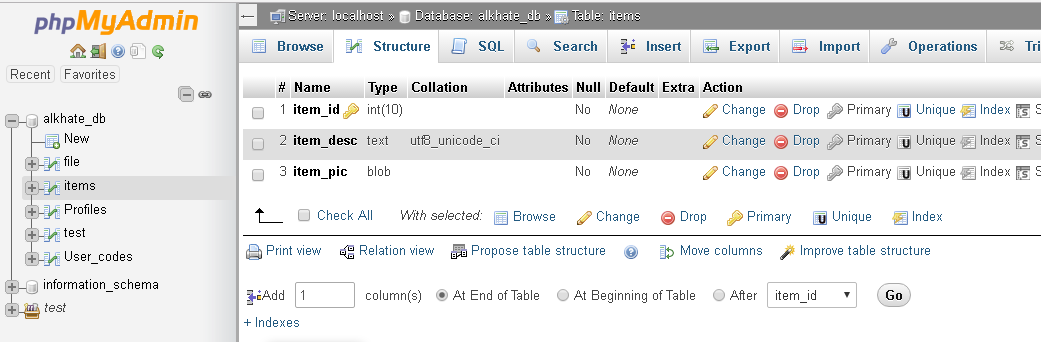 phpMyAdmin
Recent Favorites
alkhate_db
New
file
items
Profiles
test
User_codes
information_schema
test
Server: localhost » Database: alkhate_db » Table: items
Browse Structure SQL Search Insert Export Import Operations Tri
# Name Type Collation Attributes Null Default Extra Action
1 item_id int(10) No None Change Drop Primary Unique Index S
2 item_desc text utf8_unicode_ci No None Change Drop Primary Unique Index S
3 item_pic blob No None Change Drop Primary Unique Index S
Check All With selected: Browse Change Drop Primary Unique Index
Print view Relation view Propose table structure Move columns Improve table structure
Add 1 column(s) At End of Table At Beginning of Table After item_id Go
+ Indexes